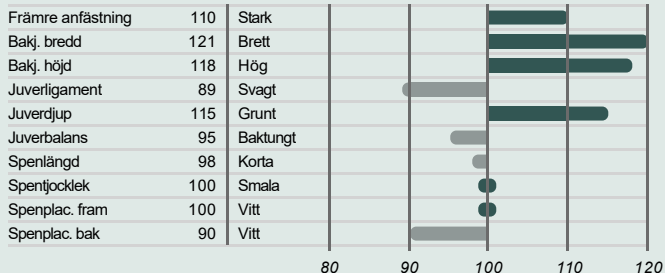 Främre anfästning 110 Stark
Bakj. bredd 121 Brett
Bakj. höjd 118 Hög
Juverligament 89 Svagt
Juverdjup 115 Grunt
Juverbalans 95 Baktungt
Spenlängd 98 Korta
Spentjocklek 100 Smala
Spenplac. fram 100 Vitt
Spenplac. bak 90 Vitt
80 90 100 110 120